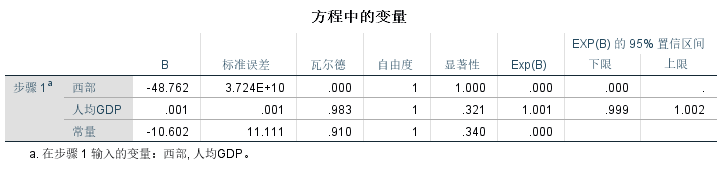 方程中的变量
EXP(B) 的 95% 置信区间
B 标准误差 瓦尔德 自由度 显著性 Exp(B) 下限 上限
步骤 1a 西部 -48.762 3.724E+10 .000 1 1.000 .000 .000 .
人均GDP .001 .001 .983 1 .321 1.001 .999 1.002
常量 -10.602 11.111 .910 1 .340 .000
a. 在步骤 1 输入的变量：西部, 人均GDP。